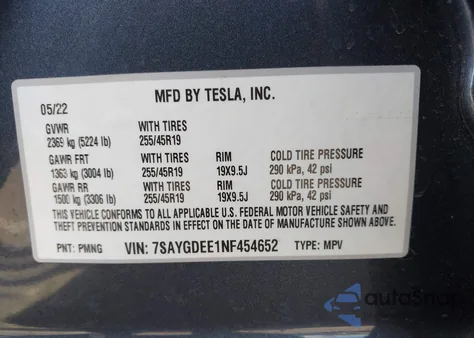 MFD BY TESLA, INC.
05/22
GVWR WITH TIRES
2369 kg (5224 lb) 255/45R19
GAWR FRT WITH TIRES RIM COLD TIRE PRESSURE
1363 kg (3004 lb) 255/45R19 19X9.5J 290 kPa, 42 psi
GAWR RR WITH TIRES RIM COLD TIRE PRESSURE
1500 kg (3306 lb) 255/45R19 19X9.5J 290 kPa, 42 psi
THIS VEHICLE CONFORMS TO ALL APPLICABLE U.S. FEDERAL MOTOR VEHICLE SAFETY AND
THEFT PREVENTION STANDARDS IN EFFECT ON THE DATE OF MANUFACTURE SHOWN ABOVE.
PNT: PMNG VIN: 7SAYGDEE1NF454652 TYPE: MPV